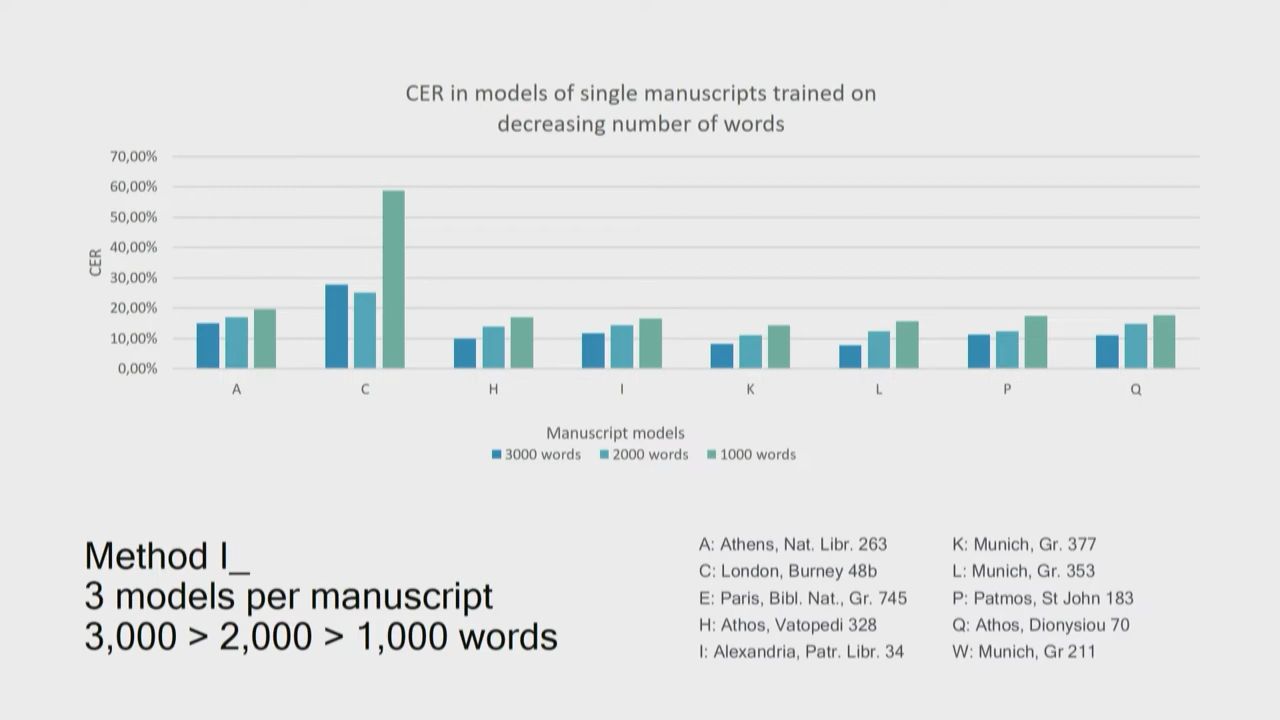 CER in models of single manuscripts trained on
decreasing number of words
70,00%
60,00%
50,00%
40,00%
30,00%
20,00%
10,00%
0,00%
CER
A C H I K L P Q
Manuscript models
3000 words 2000 words 1000 words
Method I_
3 models per manuscript
3,000 > 2,000 > 1,000 words
A: Athens, Nat. Libr. 263
C: London, Burney 48b
E: Paris, Bibl. Nat., Gr. 745
H: Athos, Vatopedi 328
I: Alexandria, Patr. Libr. 34
K: Munich, Gr. 377
L: Munich, Gr. 353
P: Patmos, St John 183
Q: Athos, Dionysiou 70
W: Munich, Gr 211